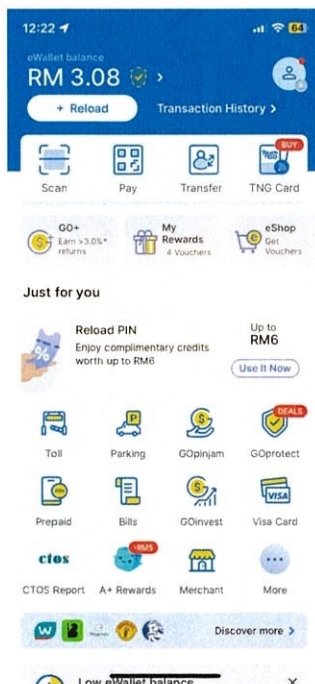 12:22
64
eWallet balance
RM 3.08
+ Reload
Transaction History >
BUY
Scan
Pay
Transfer
TNG Card
GO+
Earn >3.0%*
returns
My
Rewards
4 Vouchers
eShop
Get
Vouchers
Just for you
Reload PIN
Enjoy complimentary credits
worth up to RM6
Up to
RM6
Use It Now
DEALS
Toll
Parking
GOpinjam
GOprotect
VISA
Prepaid
Bills
GOinvest
Visa Card
ctos
-RM5
CTOS Report
A+ Rewards
Merchant
More
Discover more >
Low eWallet balance